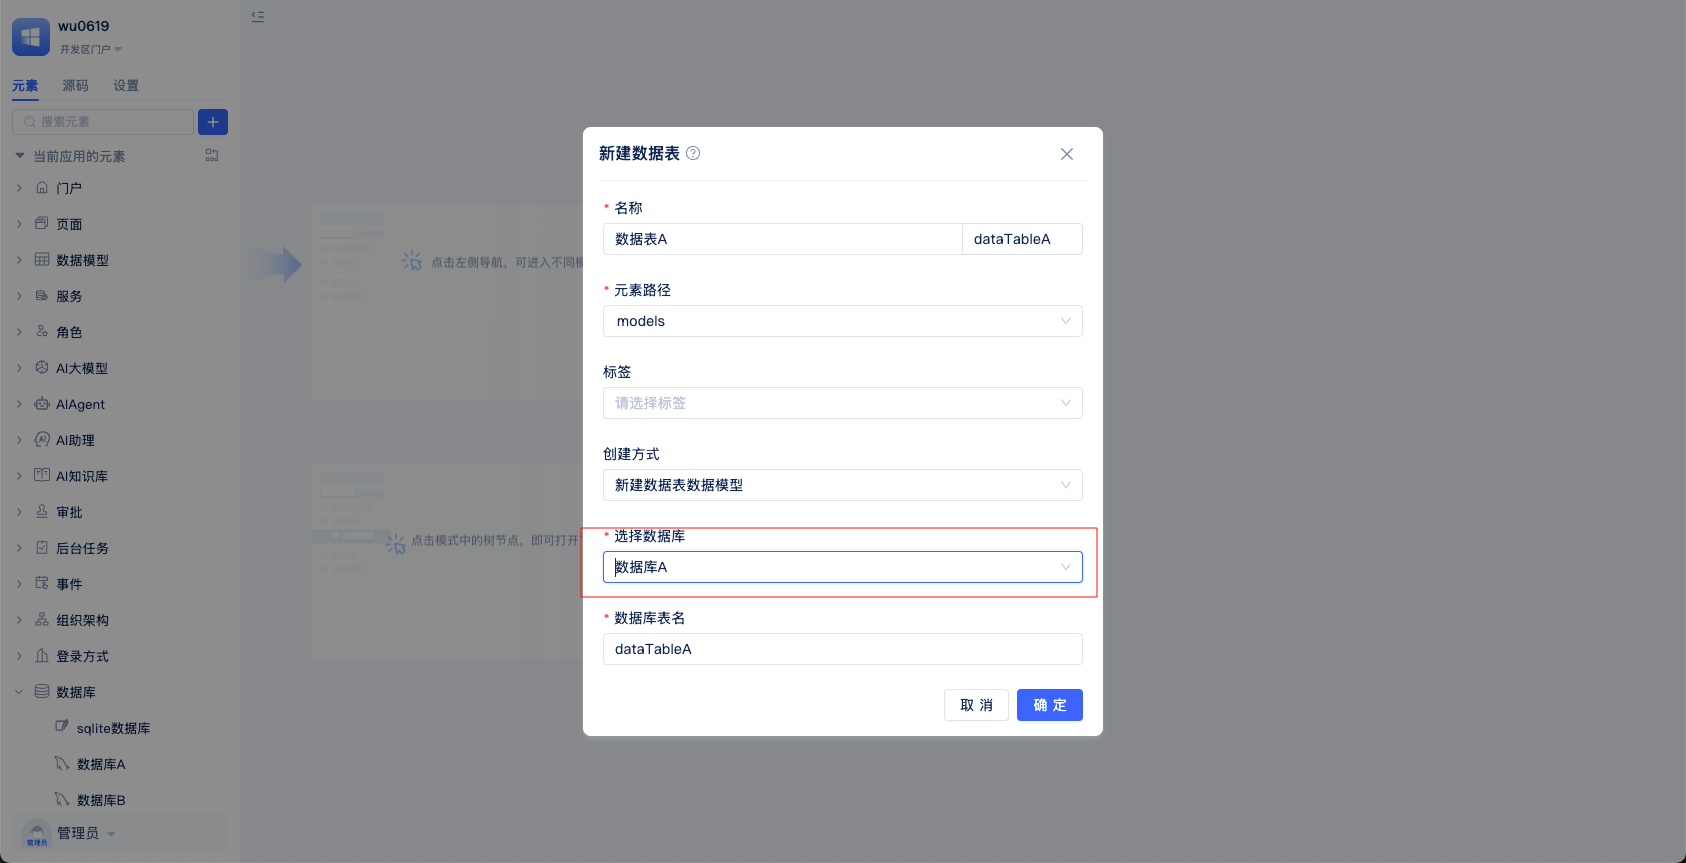 wu0619
开发区门户
元素 源码 设置
搜索元素
当前应用的元素
门户
页面
数据模型
服务
角色
AI大模型
AIAgent
AI助理
AI知识库
审批
后台任务
事件
组织架构
登录方式
数据库
sqlite数据库
数据库A
数据库B
管理员
管理员
点击左侧导航，可进入不同模
点击模式中的树节点，即可打开
新建数据表
* 名称
数据表A dataTableA
* 元素路径
models
标签
请选择标签
创建方式
新建数据表数据模型
* 选择数据库
数据库A
* 数据库表名
dataTableA
取 消 确 定